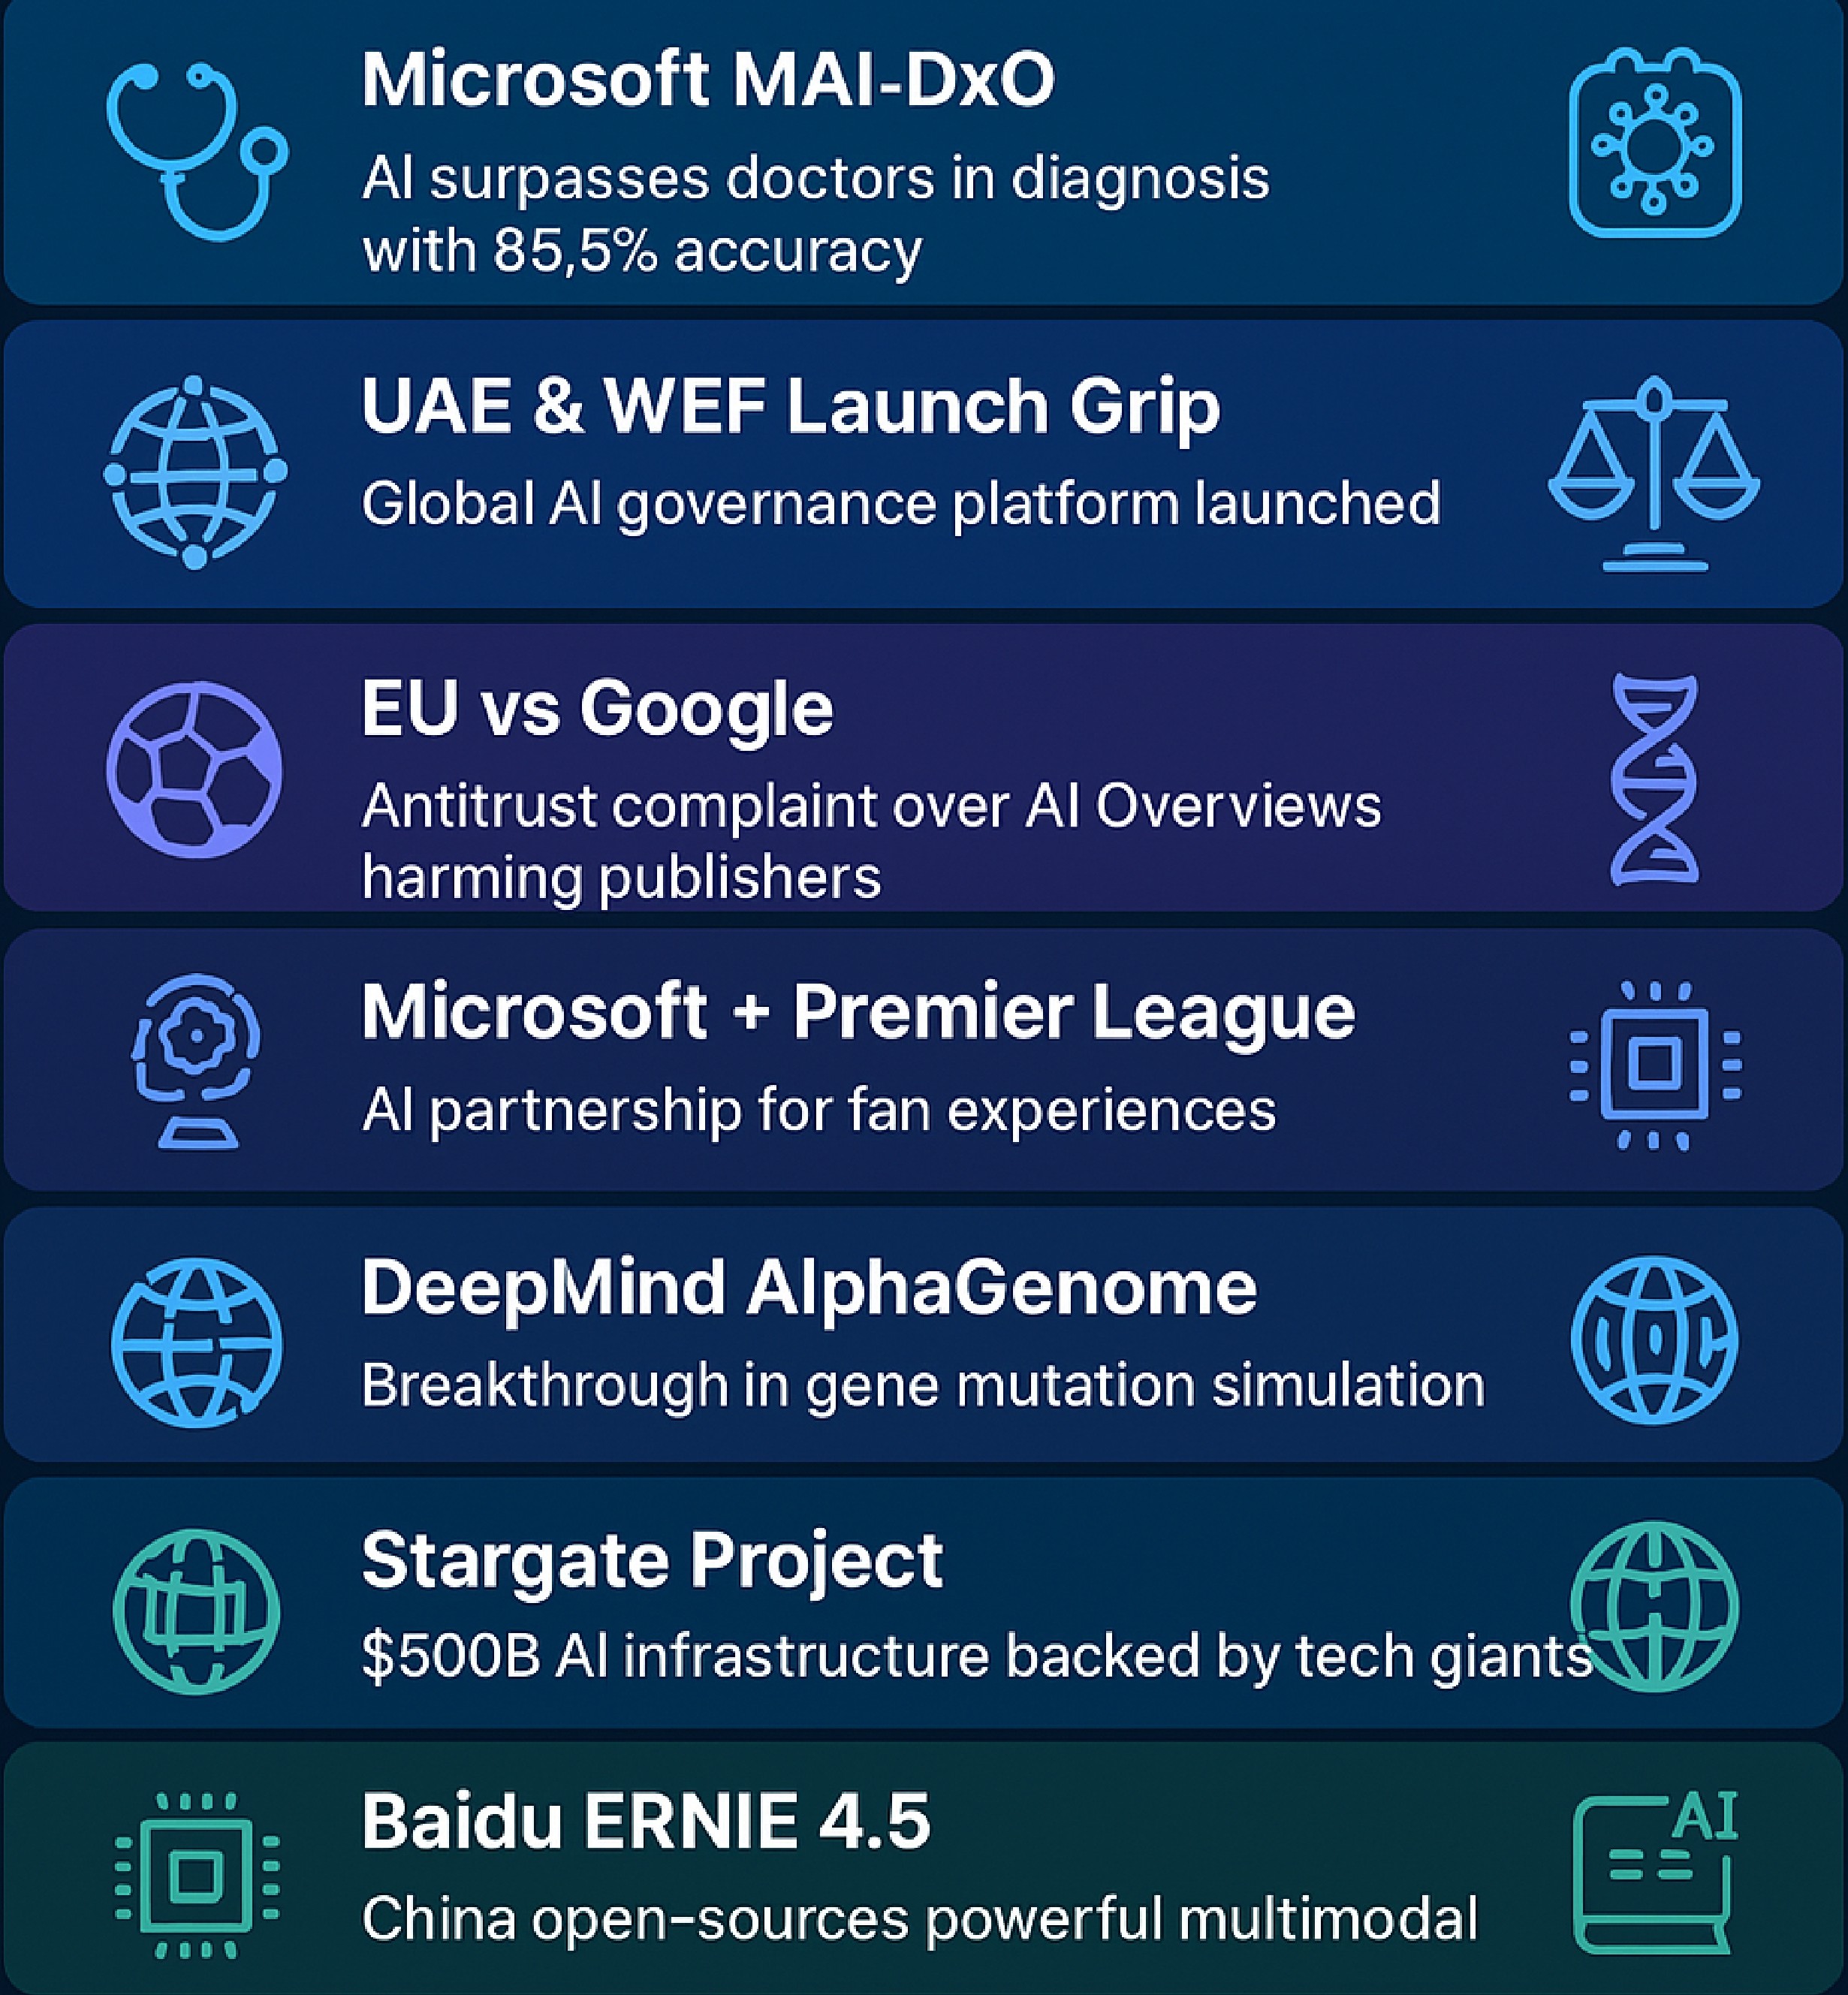 Microsoft MAI-DxO
AI surpasses doctors in diagnosis
with 85,5% accuracy
UAE & WEF Launch Grip
Global AI governance platform launched
EU vs Google
Antitrust complaint over AI Overviews
harming publishers
Microsoft + Premier League
AI partnership for fan experiences
DeepMind AlphaGenome
Breakthrough in gene mutation simulation
Stargate Project
$500B AI infrastructure backed by tech giants
Baidu ERNIE 4.5
AI
China open-sources powerful multimodal